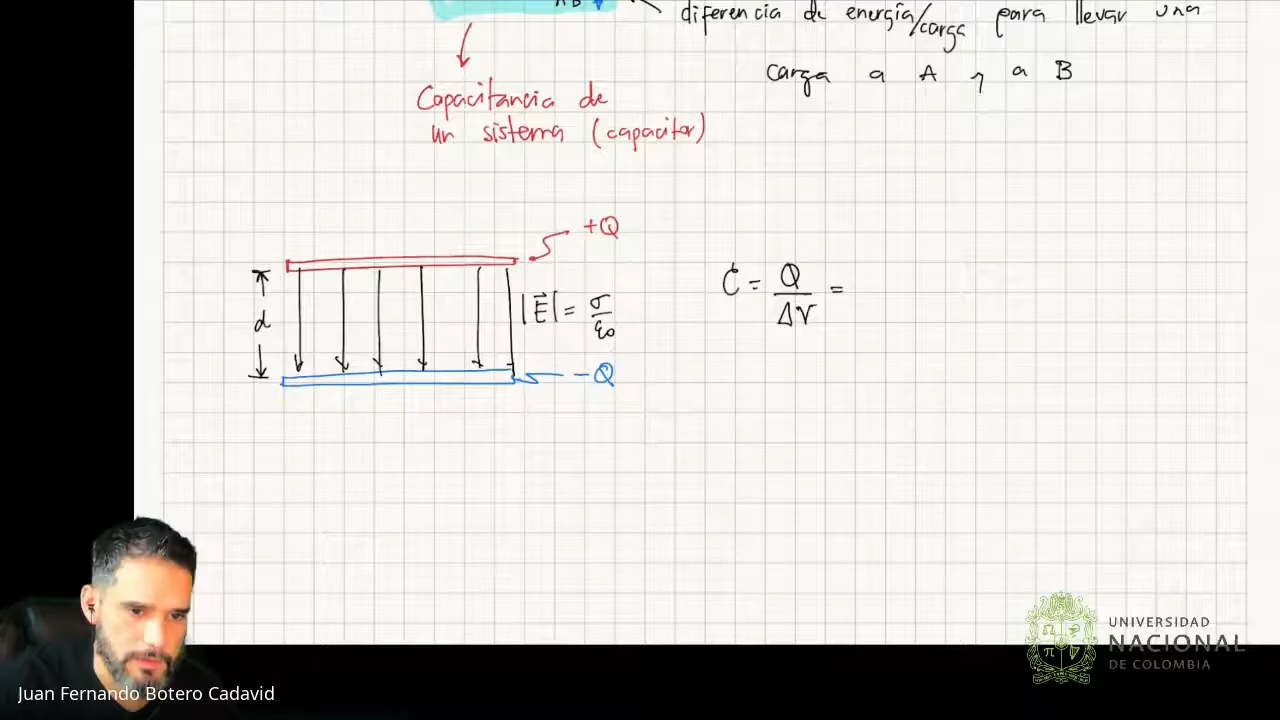 diferencia de energía/carga para llevar una
carga a A y a B
Capacitancia de
un sistema (capacitor)
+Q
d
|E⃗| = σ/ε0
C = Q/ΔV =
-Q
UNIVERSIDAD
NACIONAL
DE COLOMBIA
Juan Fernando Botero Cadavid